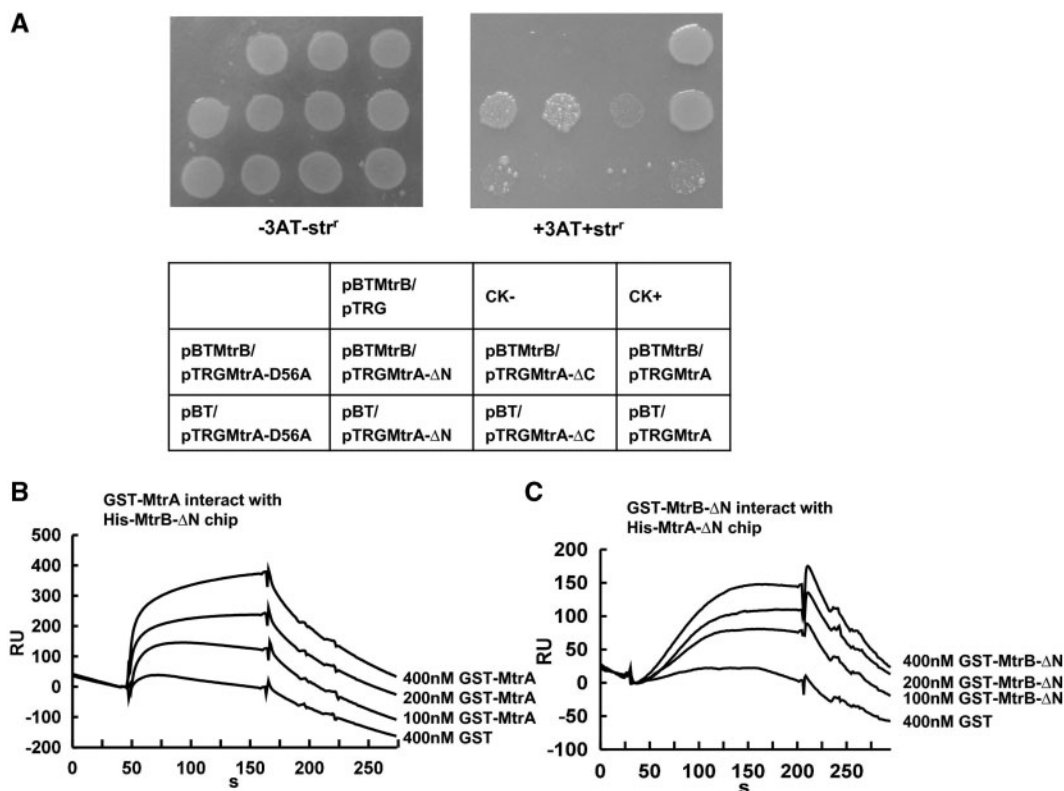 A
-3AT-strʳ
+3AT+strʳ
pBTMtrB/
pTRG
CK-
CK+
pBTMtrB/
pTRGMtrA-D56A
pBTMtrB/
pTRGMtrA-ΔN
pBTMtrB/
pTRGMtrA-ΔC
pBTMtrB/
pTRGMtrA
pBT/
pTRGMtrA-D56A
pBT/
pTRGMtrA-ΔN
pBT/
pTRGMtrA-ΔC
pBT/
pTRGMtrA
B
GST-MtrA interact with
His-MtrB-ΔN chip
500
400
300
200
100
0
-100
-200
RU
0
50
100
150
200
250
s
400nM GST-MtrA
200nM GST-MtrA
100nM GST-MtrA
400nM GST
C
GST-MtrB-ΔN interact with
His-MtrA-ΔN chip
200
150
100
50
0
-50
-100
RU
0
50
100
150
200
250
s
400nM GST-MtrB-ΔN
200nM GST-MtrB-ΔN
100nM GST-MtrB-ΔN
400nM GST